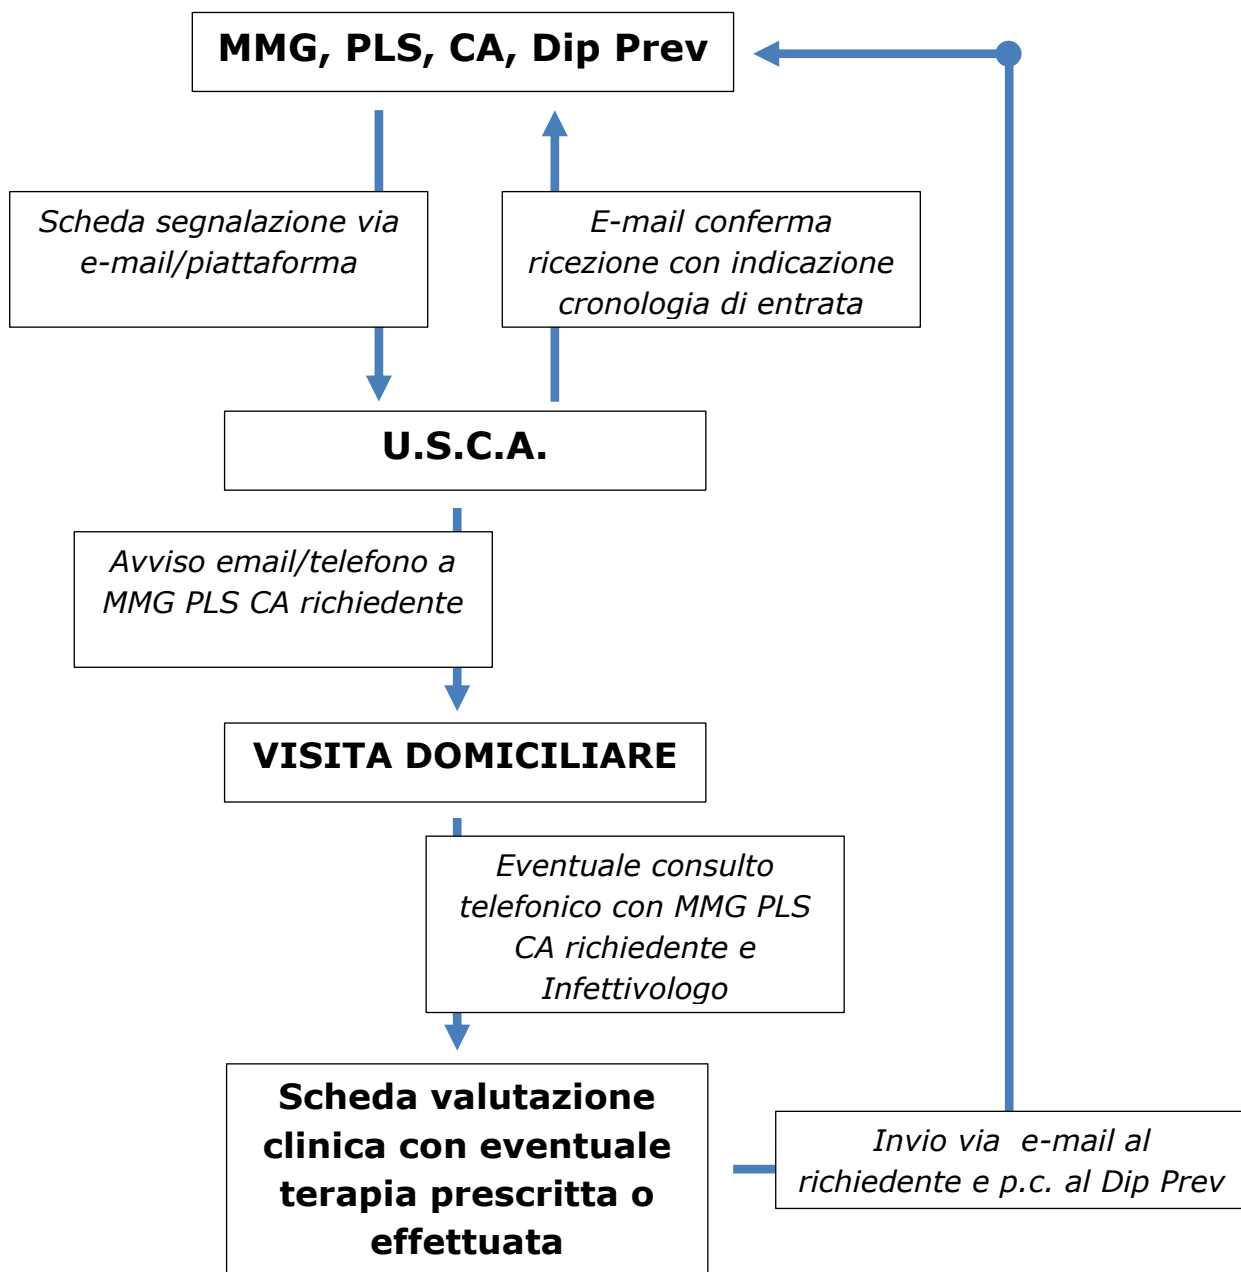 MMG, PLS, CA, Dip Prev
Scheda segnalazione via
e-mail/piattaforma
E-mail conferma
ricezione con indicazione
cronologia di entrata
U.S.C.A.
Avviso email/telefono a
MMG PLS CA richiedente
VISITA DOMICILIARE
Eventuale consulto
telefonico con MMG PLS
CA richiedente e
Infettivologo
Scheda valutazione
clinica con eventuale
terapia prescritta o
effettuata
Invio via  e-mail al
richiedente e p.c. al Dip Prev